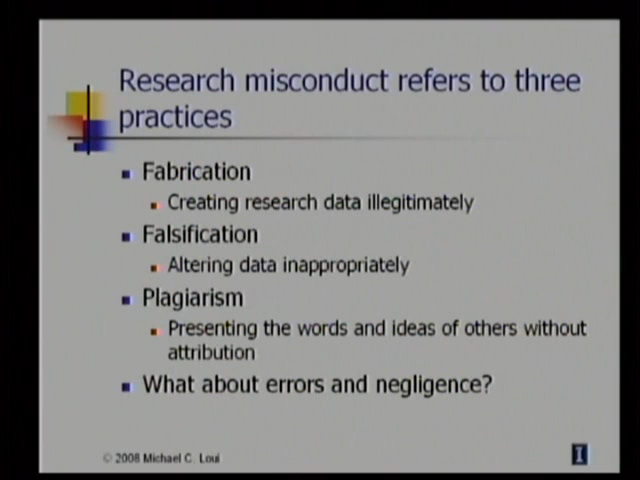 Research misconduct refers to three
practices
Fabrication
Creating research data illegitimately
Falsification
Altering data inappropriately
Plagiarism
Presenting the words and ideas of others without
attribution
What about errors and negligence?
© 2008 Michael C. Loui
I